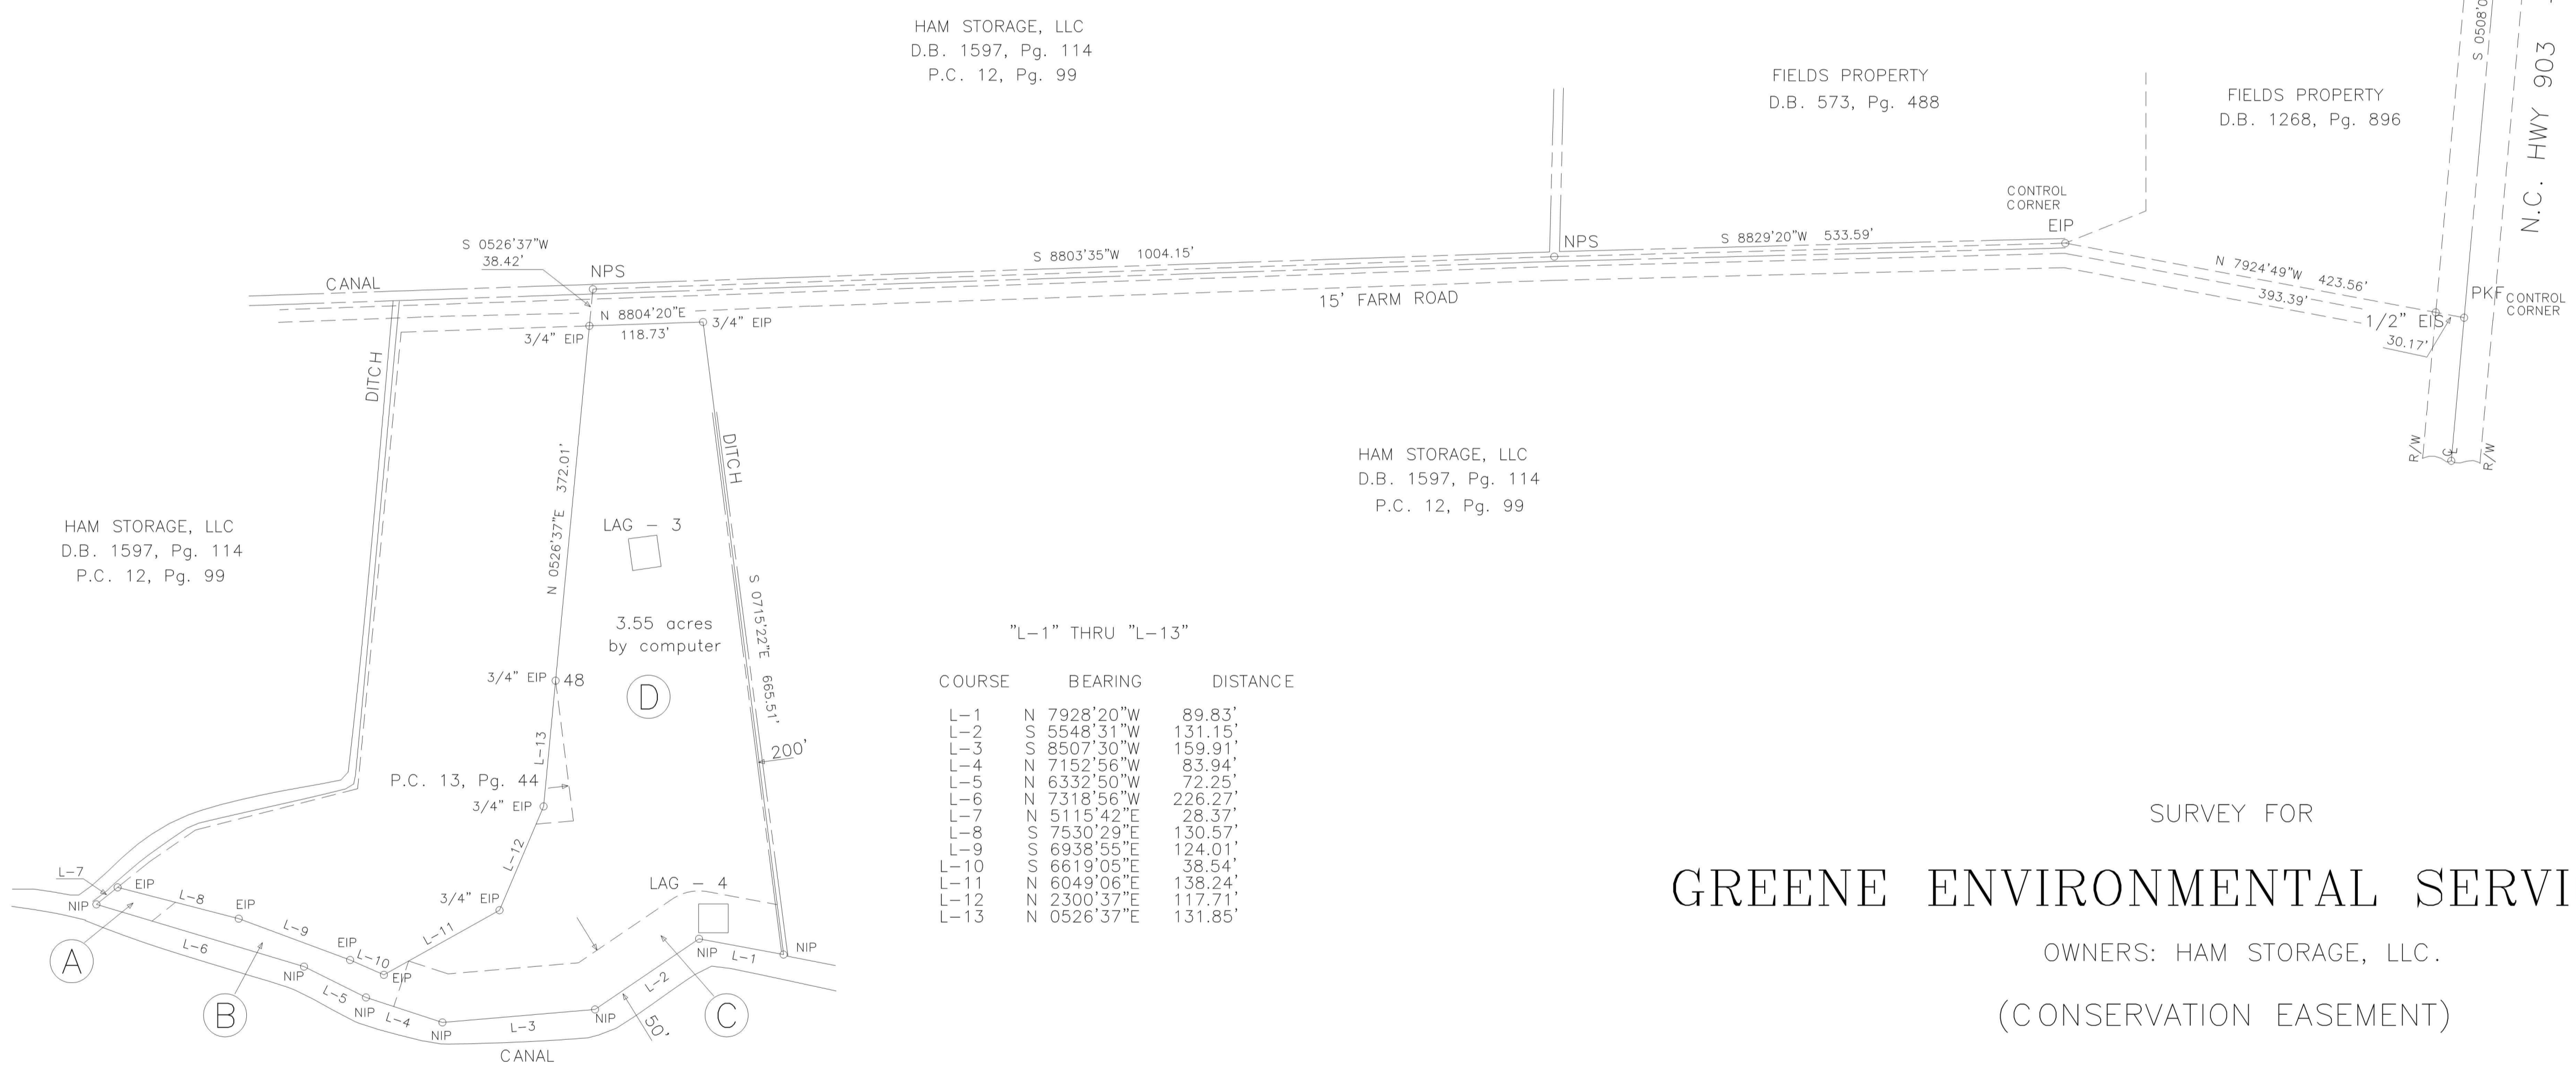 HAM STORAGE, LLC
D.B. 1597, Pg. 114
P.C. 12, Pg. 99
FIELDS PROPERTY
D.B. 573, Pg. 488
FIELDS PROPERTY
D.B. 1268, Pg. 896
N.C. HWY 903
CONTROL
CORNER
EIP
S 0526'37"W
38.42'
NPS
S 8803'35"W 1004.15'
NPS
S 8829'20"W 533.59'
N 7924'49"W 423.56'
393.39'
PKF
CONTROL
CORNER
1/2" EIS
30.17'
CANAL
15' FARM ROAD
N 8804'20"E
118.73'
3/4" EIP
3/4" EIP
DITCH
DITCH
R/W
CL
R/W
N 0526'37"E 372.01'
HAM STORAGE, LLC
D.B. 1597, Pg. 114
P.C. 12, Pg. 99
HAM STORAGE, LLC
D.B. 1597, Pg. 114
P.C. 12, Pg. 99
LAG - 3
3.55 acres
by computer
S 0715'22"E 665.51'
3/4" EIP
48
D
L-13
200'
P.C. 13, Pg. 44
3/4" EIP
L-12
"L-1" THRU "L-13"
COURSE BEARING DISTANCE
L-1 N 7928'20"W 89.83'
L-2 S 5548'31"W 131.15'
L-3 S 8507'30"W 159.91'
L-4 N 7152'56"W 83.94'
L-5 N 6332'50"W 72.25'
L-6 N 7318'56"W 226.27'
L-7 N 5115'42"E 28.37'
L-8 S 7530'29"E 130.57'
L-9 S 6938'55"E 124.01'
L-10 S 6619'05"E 38.54'
L-11 N 6049'06"E 138.24'
L-12 N 2300'37"E 117.71'
L-13 N 0526'37"E 131.85'
L-7
EIP
L-8
NIP
EIP
L-9
L-6
A
EIP
L-10
EIP
L-11
3/4" EIP
LAG - 4
NIP
L-1
NIP
B
NIP
L-5
NIP
L-4
NIP
L-3
NIP
L-2
50'
C
CANAL
SURVEY FOR
GREENE ENVIRONMENTAL SERVI
OWNERS: HAM STORAGE, LLC.
(CONSERVATION EASEMENT)